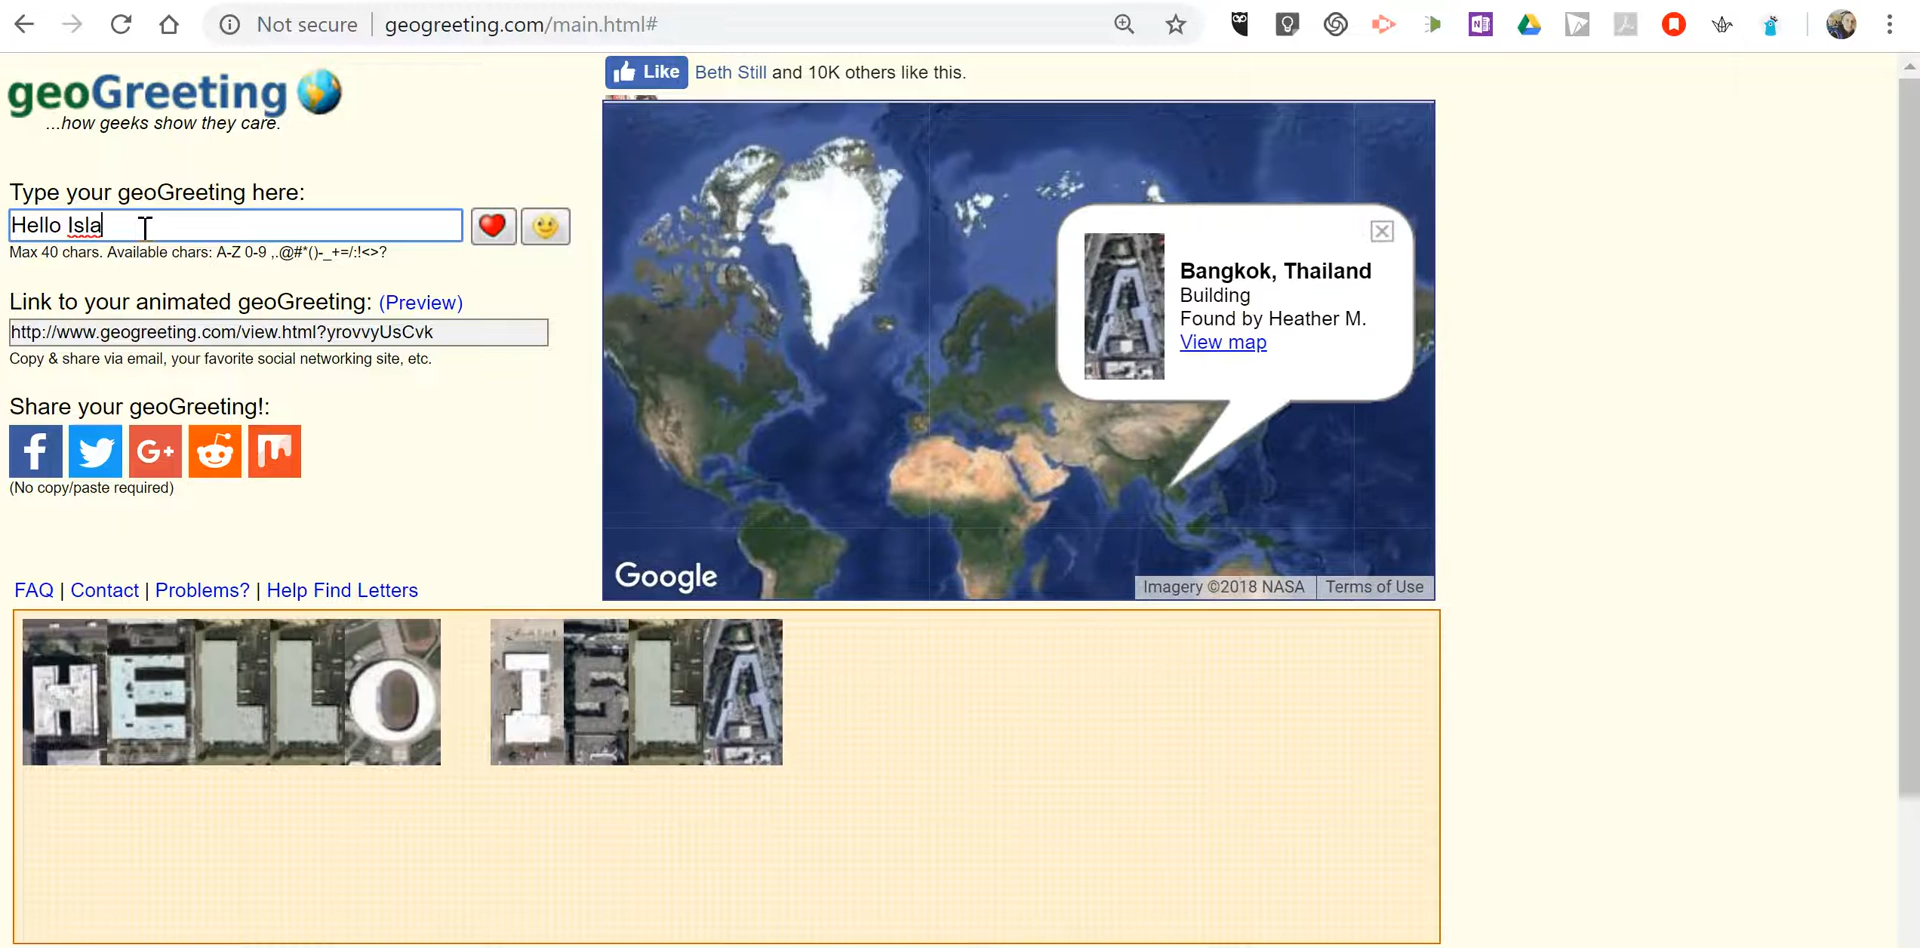 Not secure | geogreeting.com/main.html#
geoGreeting
...how geeks show they care.
Like Beth Still and 10K others like this.
Type your geoGreeting here:
Hello Isla
Max 40 chars. Available chars: A-Z 0-9 ,.@#*()-_+=/:!<>?
Link to your animated geoGreeting: (Preview)
http://www.geogreeting.com/view.html?yrovvyUsCvk
Copy & share via email, your favorite social networking site, etc.
Share your geoGreeting!:
(No copy/paste required)
FAQ | Contact | Problems? | Help Find Letters
Bangkok, Thailand
Building
Found by Heather M.
View map
Google
Imagery ©2018 NASA Terms of Use
HELLO ISLA